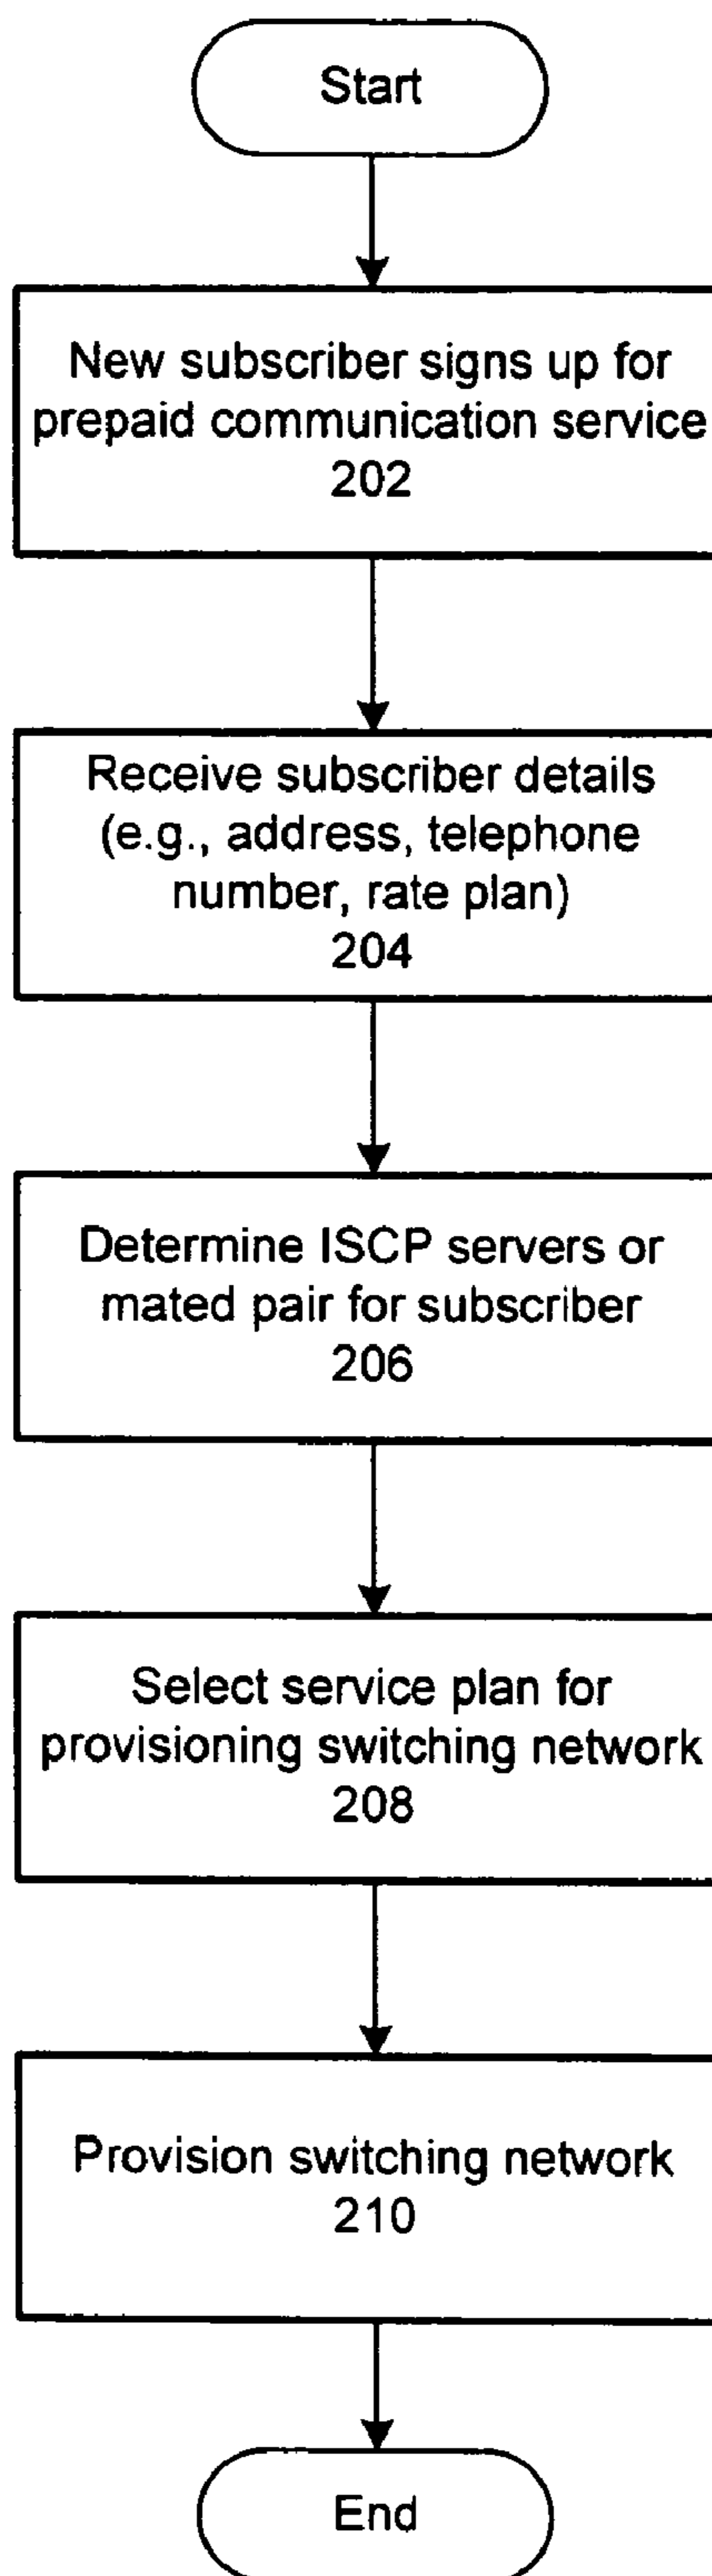 Start
New subscriber signs up for
prepaid communication service
202
Receive subscriber details
(e.g., address, telephone
number, rate plan)
204
Determine ISCP servers or
mated pair for subscriber
206
Select service plan for
provisioning switching network
208
Provision switching network
210
End